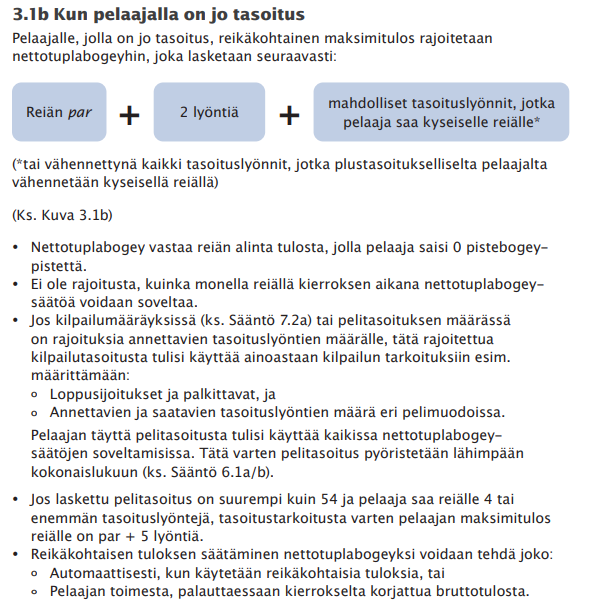 3.1b Kun pelaajalla on jo tasoitus
Pelaajalle, jolla on jo tasoitus, reikäkohtainen maksimitulos rajoitetaan
nettotuplabogeyhin, joka lasketaan seuraavasti:
Reiän par + 2 lyöntiä + mahdolliset tasoituslyönnit, jotka
pelaaja saa kyseiselle reiälle*
(*tai vähennettynä kaikki tasoituslyönnit, jotka plustasoitukselliselta pelaajalta
vähennetään kyseisellä reiällä)
(Ks. Kuva 3.1b)
• Nettotuplabogey vastaa reiän alinta tulosta, jolla pelaaja saisi 0 pistebogey-
pistettä.
• Ei ole rajoitusta, kuinka monella reiällä kierroksen aikana nettotuplabogey-
säätöä voidaan soveltaa.
• Jos kilpailumääräyksissä (ks. Sääntö 7.2a) tai pelitasoituksen määrässä
on rajoituksia annettavien tasoituslyöntien määrälle, tätä rajoitettua
kilpailutasoitusta tulisi käyttää ainoastaan kilpailun tarkoituksiin esim.
määrittämään:
o Loppusijoitukset ja palkittavat, ja
o Annettavien ja saatavien tasoituslyöntien määrä eri pelimuodoissa.
Pelaajan täyttä pelitasoitusta tulisi käyttää kaikissa nettotuplabogey-
säätöjen soveltamisissa. Tätä varten pelitasoitus pyöristetään lähimpään
kokonaislukuun (ks. Sääntö 6.1a/b).
• Jos laskettu pelitasoitus on suurempi kuin 54 ja pelaaja saa reiälle 4 tai
enemmän tasoituslyöntejä, tasoitustarkoitusta varten pelaajan maksimitulos
reiälle on par + 5 lyöntiä.
• Reikäkohtaisen tuloksen säätäminen nettotuplabogeyksi voidaan tehdä joko:
o Automaattisesti, kun käytetään reikäkohtaisia tuloksia, tai
o Pelaajan toimesta, palauttaessaan kierrokselta korjattua bruttotulosta.